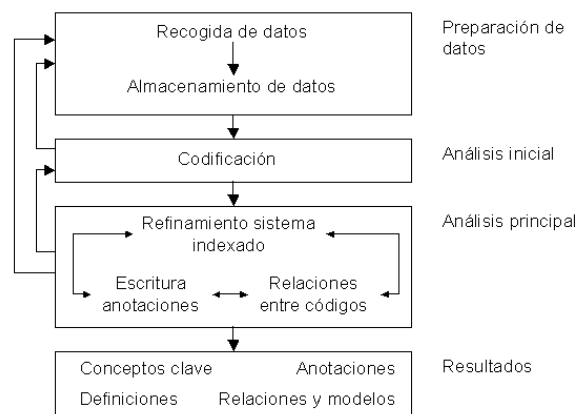 Recogida de datos
Almacenamiento de datos
Preparación de
datos
Codificación
Análisis inicial
Refinamiento sistema
indexado
Escritura
anotaciones
Relaciones
entre códigos
Análisis principal
Conceptos clave
Anotaciones
Definiciones
Relaciones y modelos
Resultados